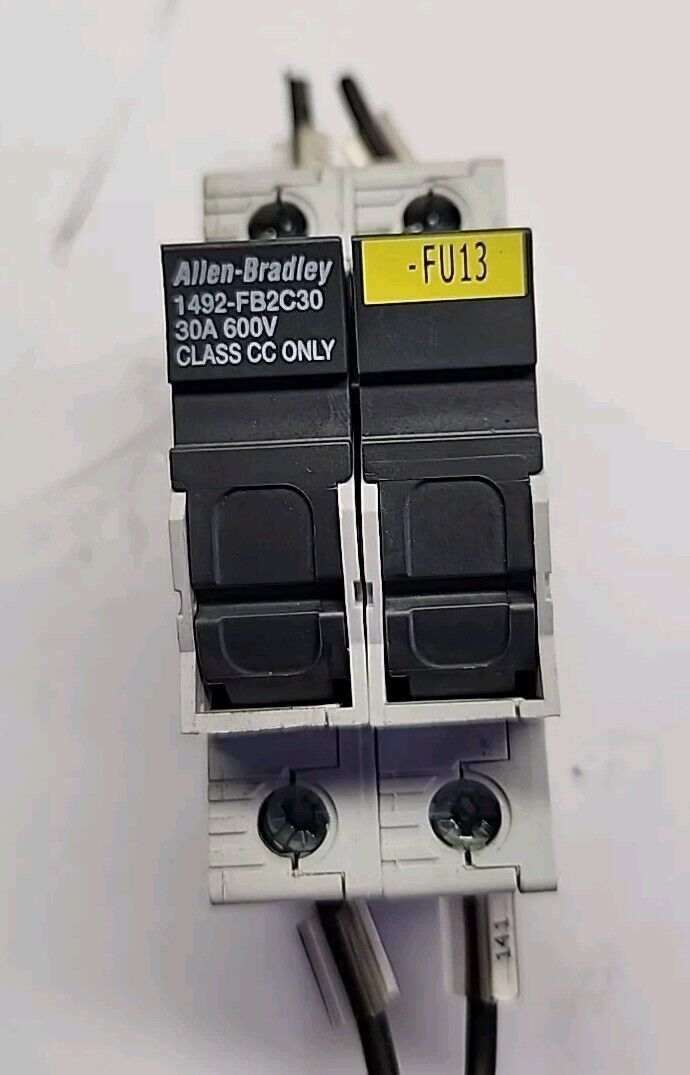 Allen-Bradley
1492-FB2C30
30A 600V
CLASS CC ONLY
-FU13
141